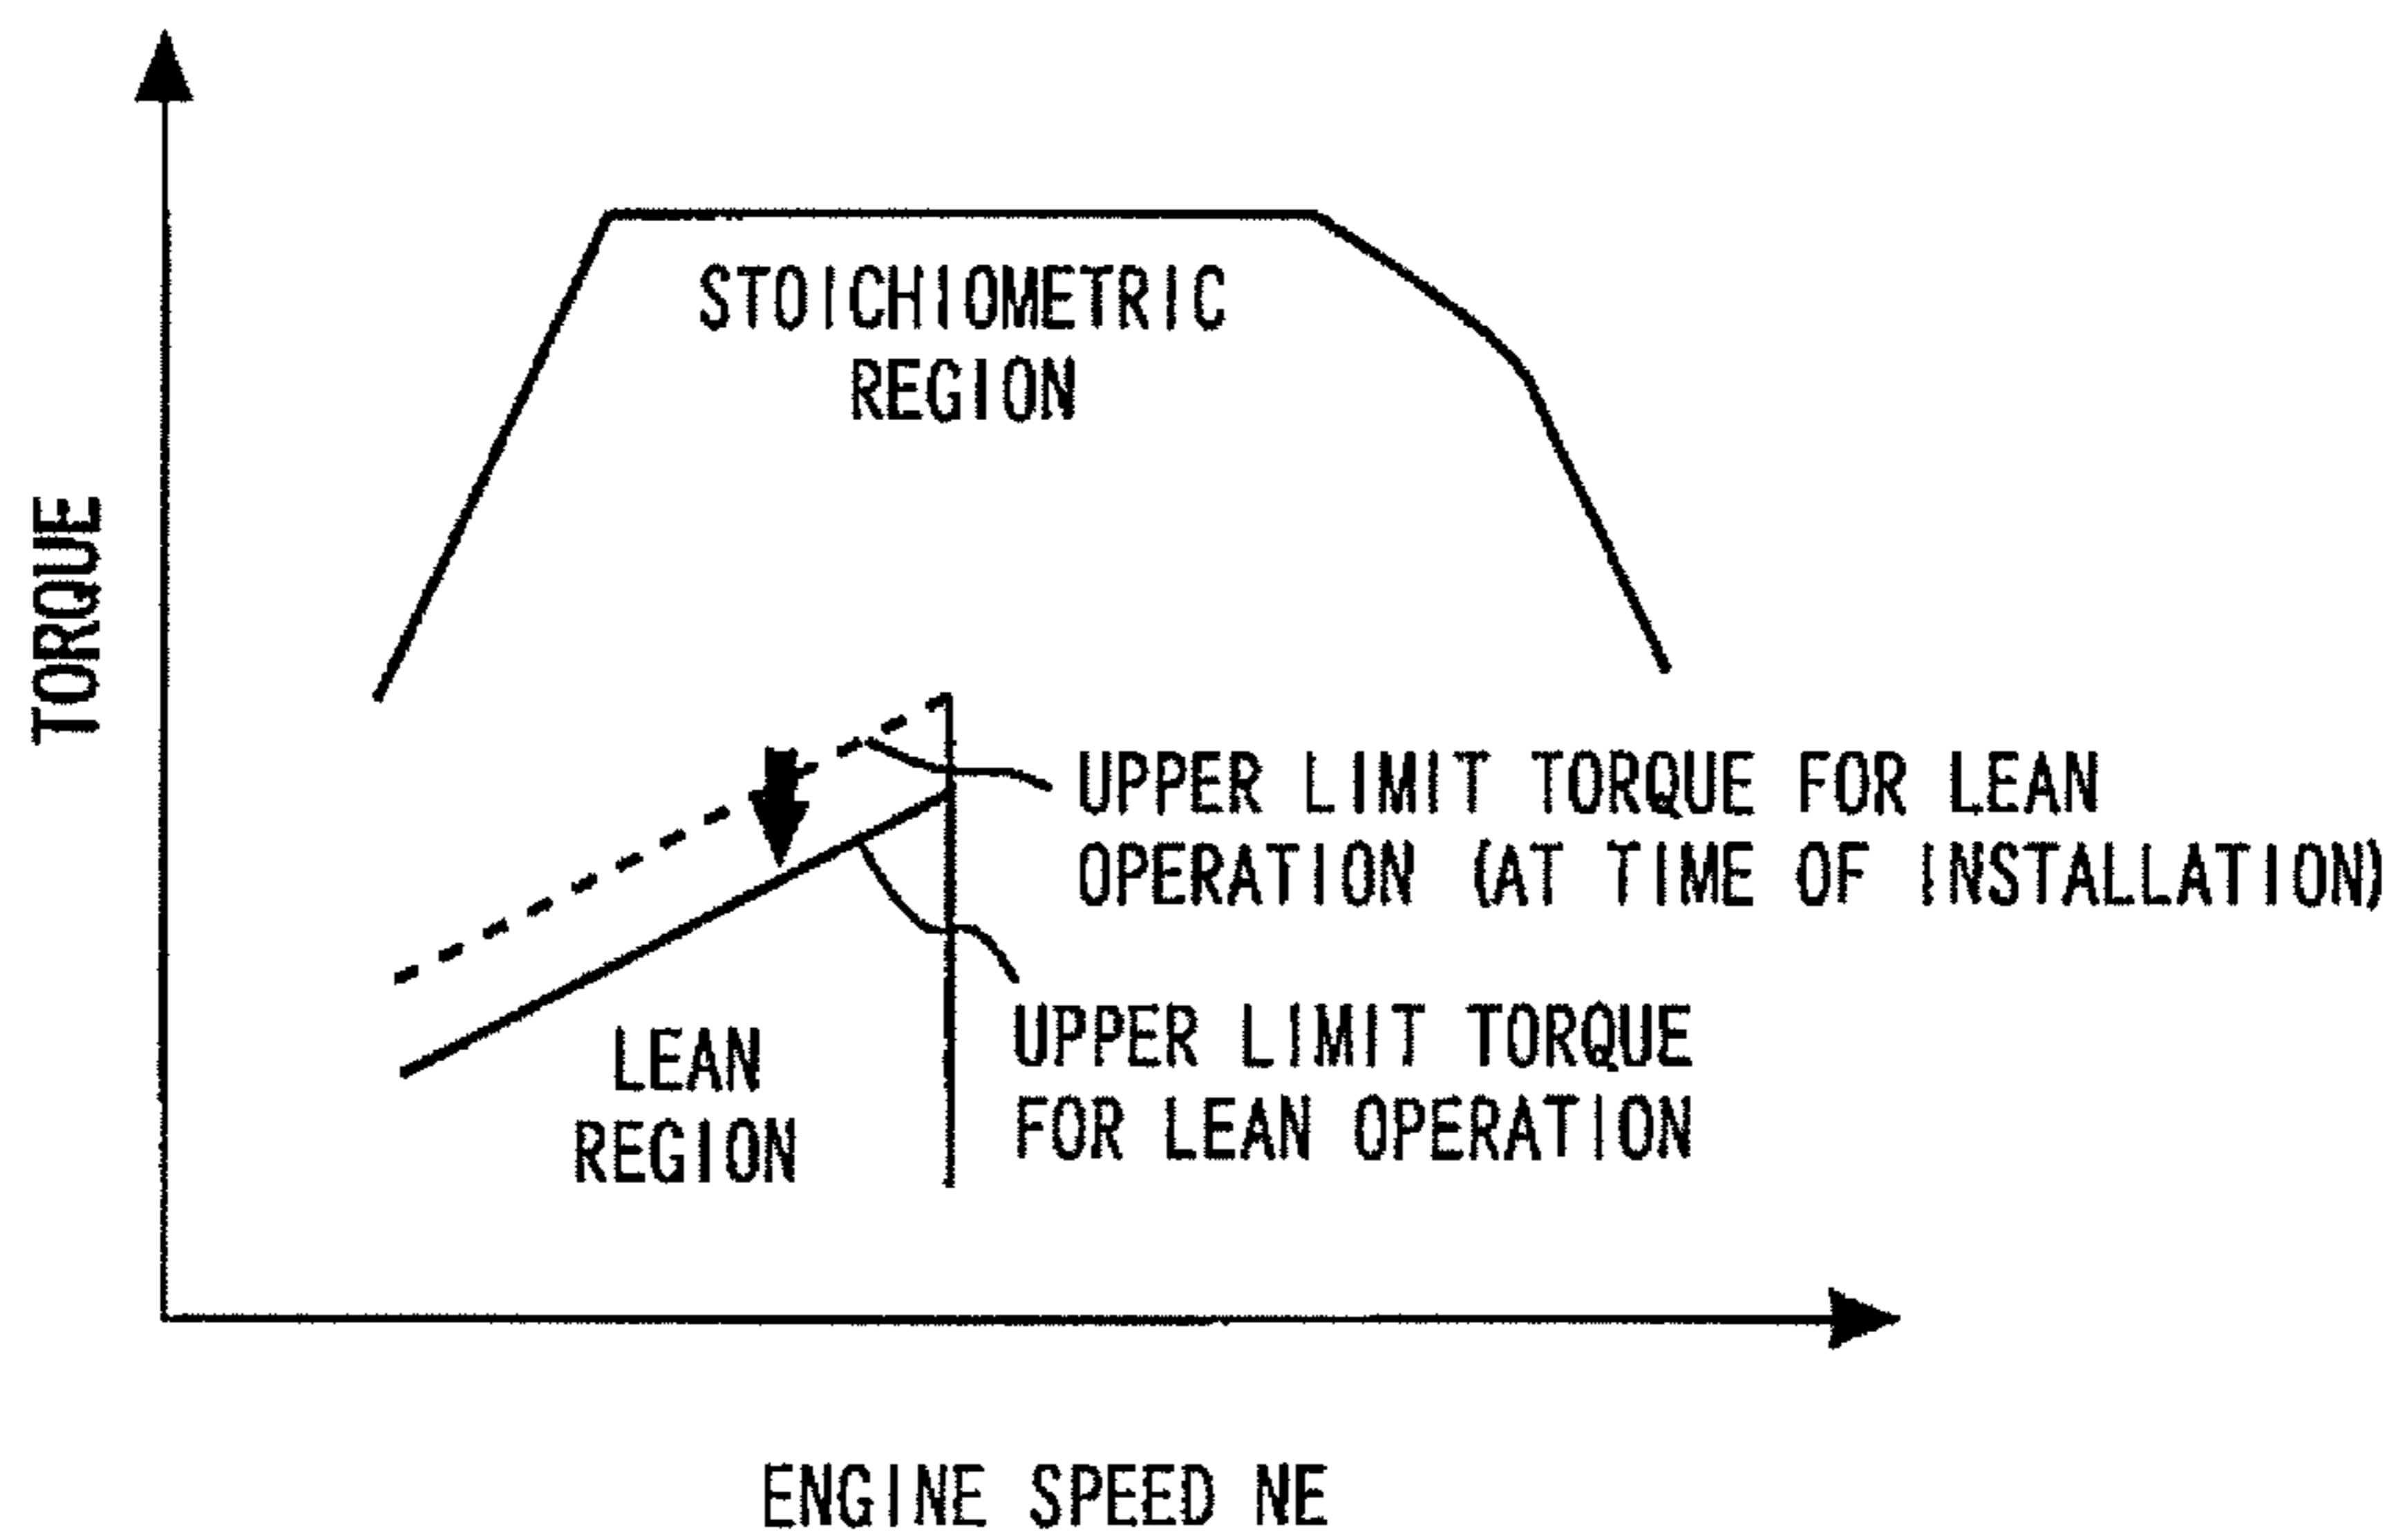 STOICHIOMETRIC
REGION
TORQUE
UPPER LIMIT TORQUE FOR LEAN
OPERATION (AT TIME OF INSTALLATION)
UPPER LIMIT TORQUE
FOR LEAN OPERATION
LEAN
REGION
ENGINE SPEED NE